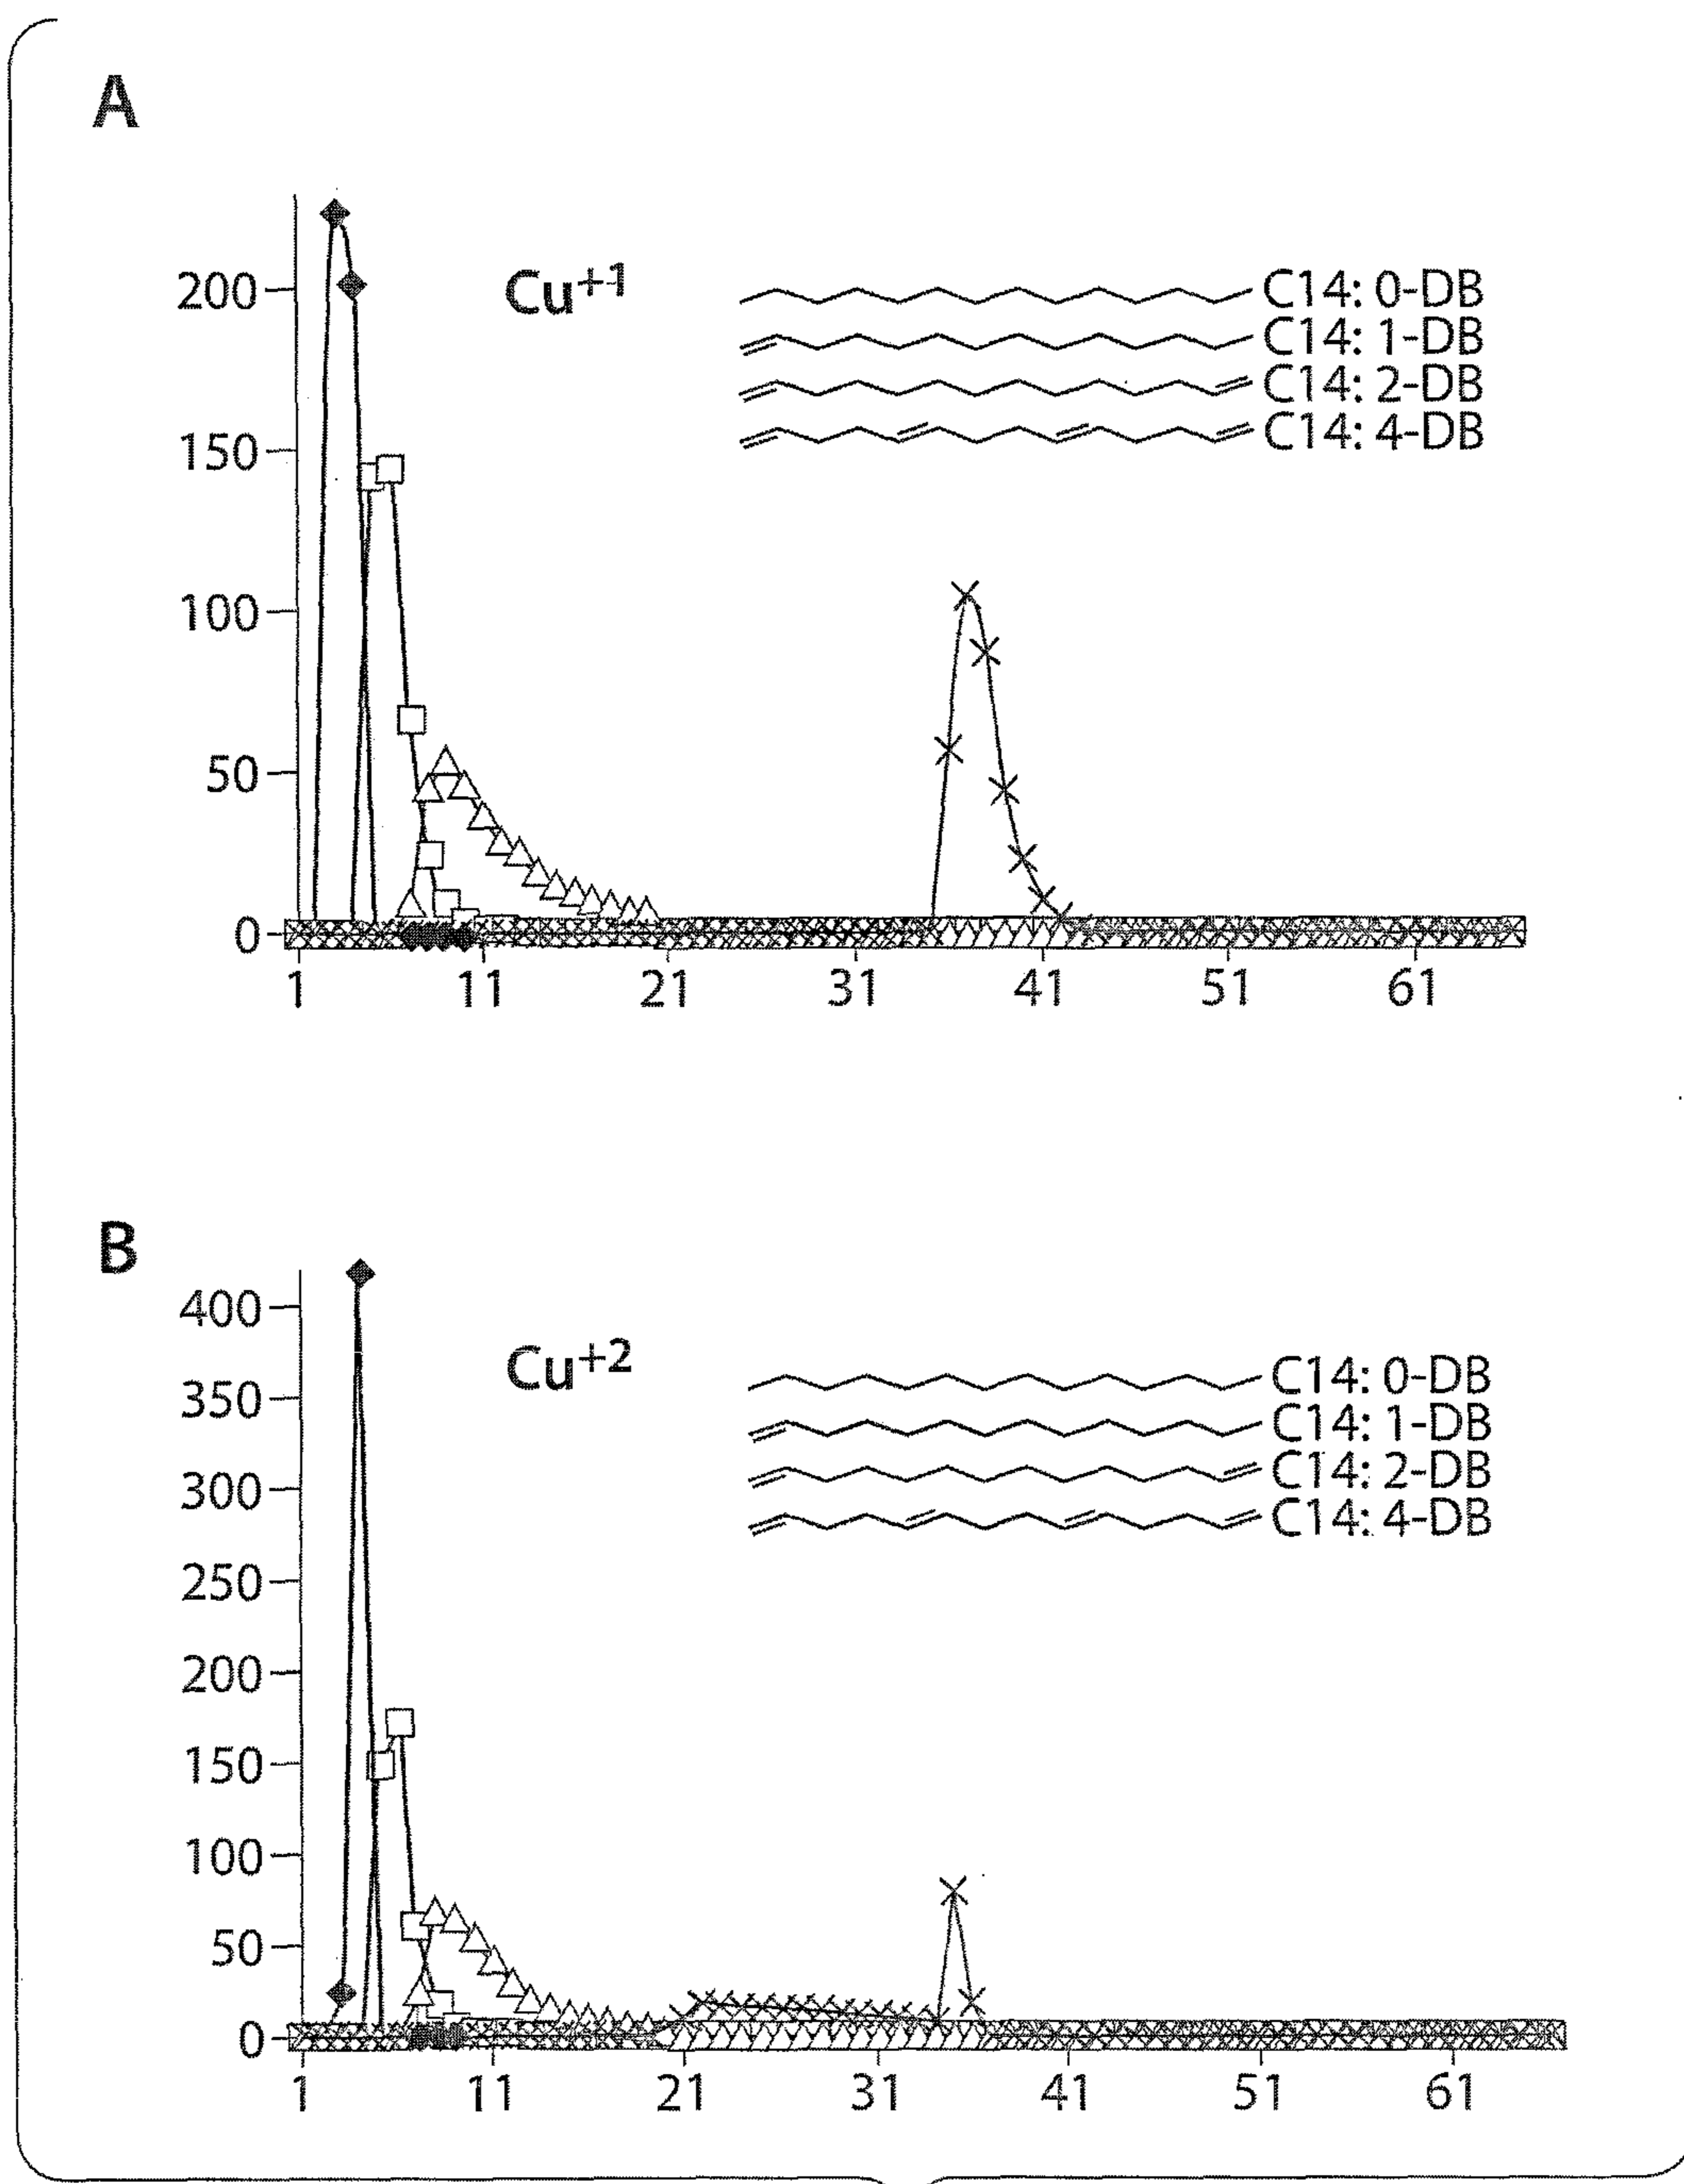 A
Cu+1
C14: 0-DB
C14: 1-DB
C14: 2-DB
C14: 4-DB
200
150
100
50
0
1 11 21 31 41 51 61
B
Cu+2
C14: 0-DB
C14: 1-DB
C14: 2-DB
C14: 4-DB
400
350
300
250
200
150
100
50
0
1 11 21 31 41 51 61